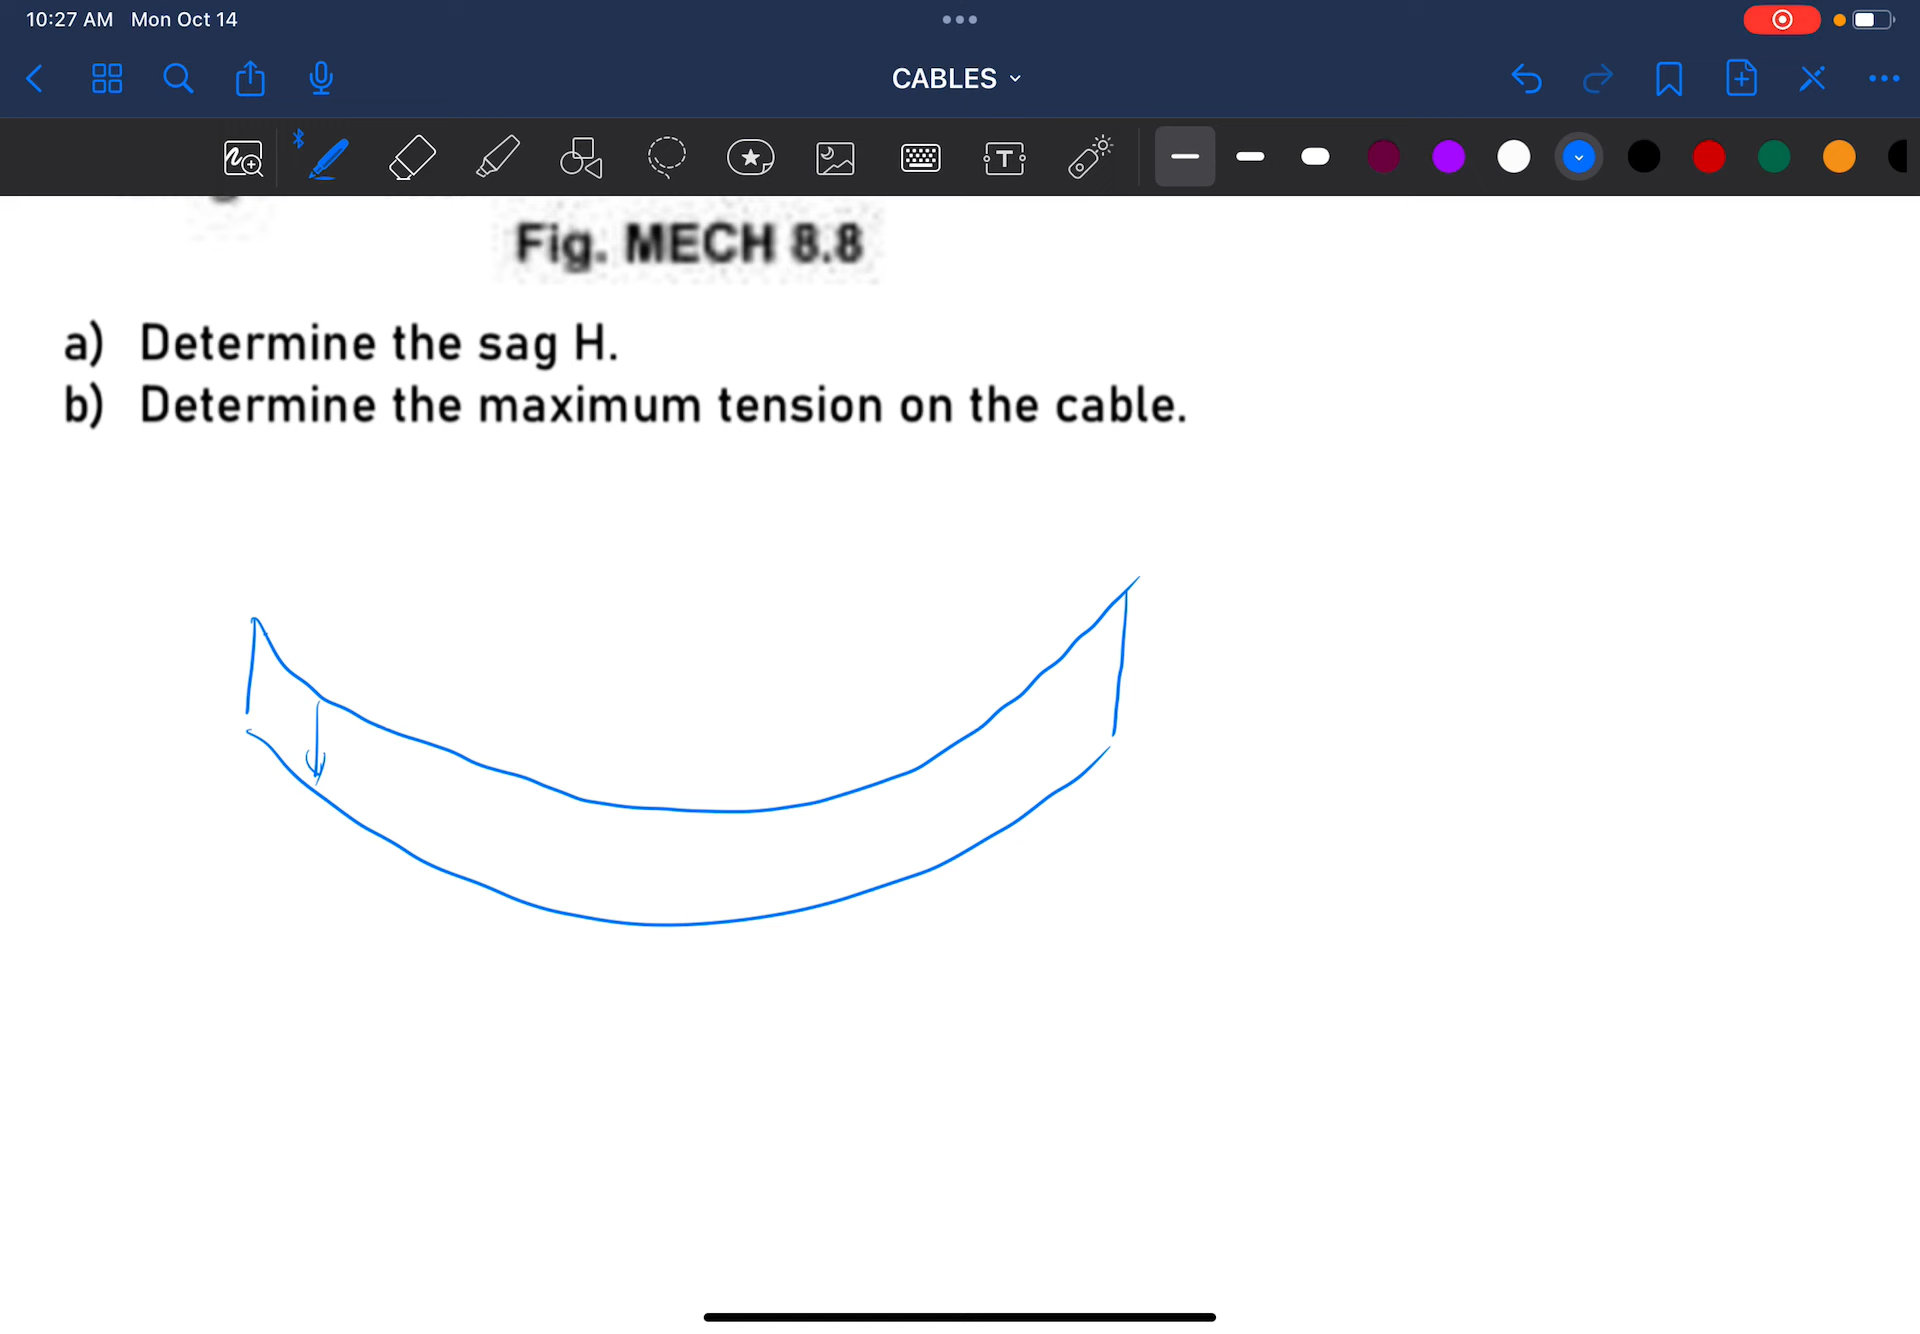 10:27 AM Mon Oct 14
CABLES
T
Fig. MECH 8.8
a) Determine the sag H.
b) Determine the maximum tension on the cable.